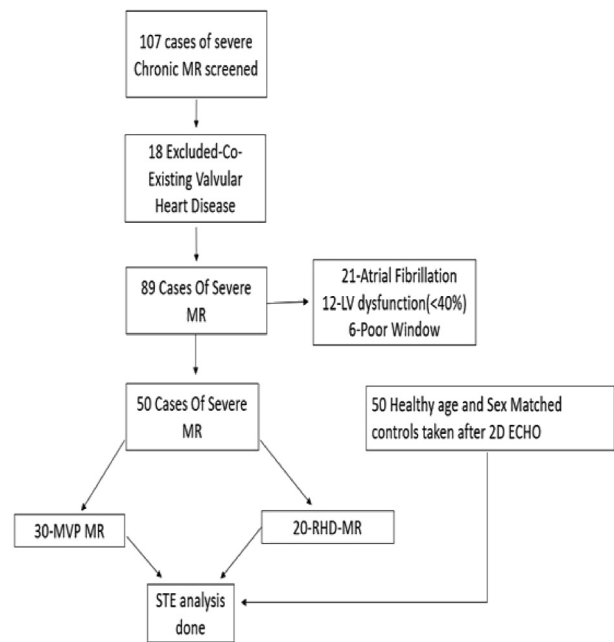 107 cases of severe
Chronic MR screened
18 Excluded-Co-
Existing Valvular
Heart Disease
89 Cases Of Severe
MR
21-Atrial Fibrillation
12-LV dysfunction(<40%)
6-Poor Window
50 Cases Of Severe
MR
50 Healthy age and Sex Matched
controls taken after 2D ECHO
30-MVP MR
20-RHD-MR
STE analysis
done